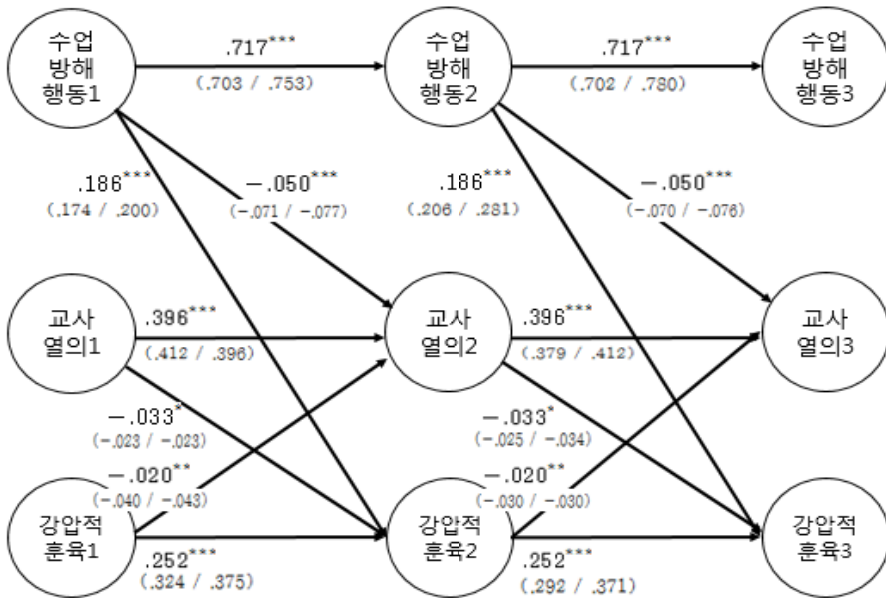 수업
방해
행동1
.717***
(.703 / .753)
수업
방해
행동2
.717***
(.702 / .780)
수업
방해
행동3
.186***
(.174 / .200)
−.050***
(−.071 / −.077)
.186***
(.206 / .281)
−.050***
(−.070 / −.076)
교사
열의1
.396***
(.412 / .396)
교사
열의2
.396***
(.379 / .412)
교사
열의3
−.033*
(−.023 / −.023)
−.033*
(−.025 / −.034)
−.020**
(−.040 / −.043)
−.020**
(−.030 / −.030)
강압적
훈육1
.252***
(.324 / .375)
강압적
훈육2
.252***
(.292 / .371)
강압적
훈육3